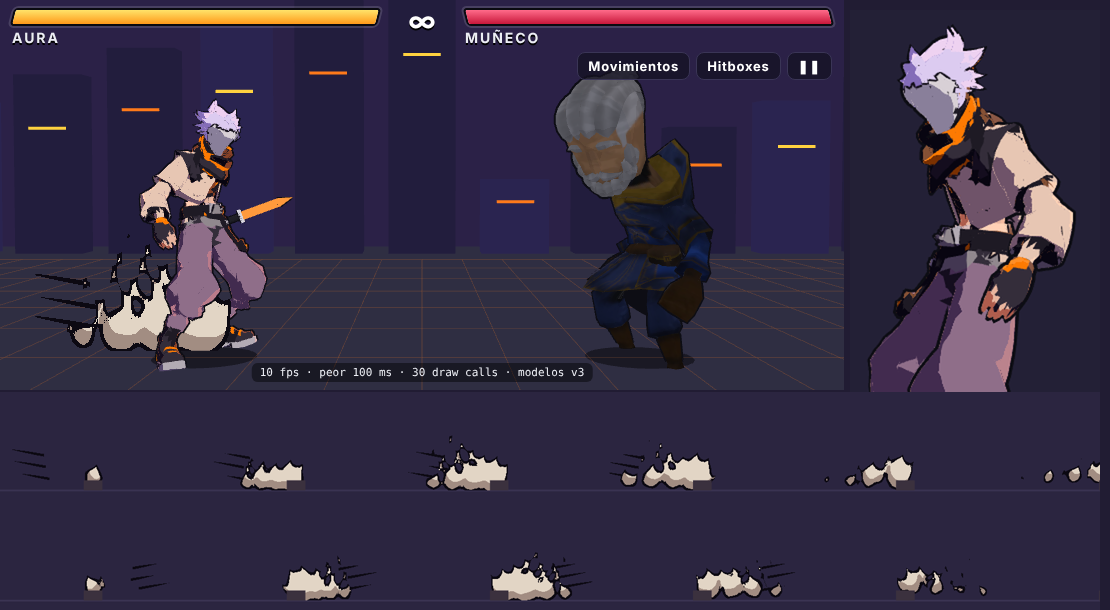 ∞
AURA
MUÑECO
Movimientos
Hitboxes
10 fps · peor 100 ms · 30 draw calls · modelos v3